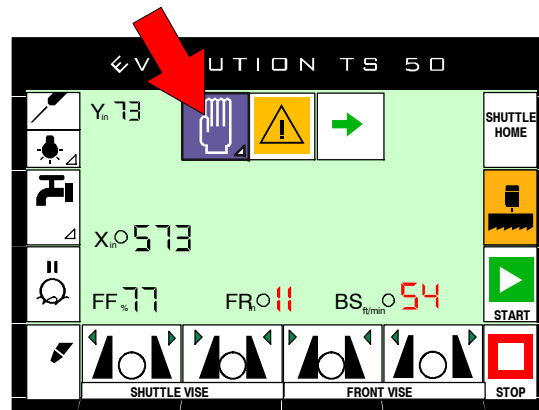 EV UTION TS 50
Yin 73
SHUTTLE
HOME
Xin 573
FF% 77 FRin 11 BSft/min 54
START
SHUTTLE VISE FRONT VISE STOP